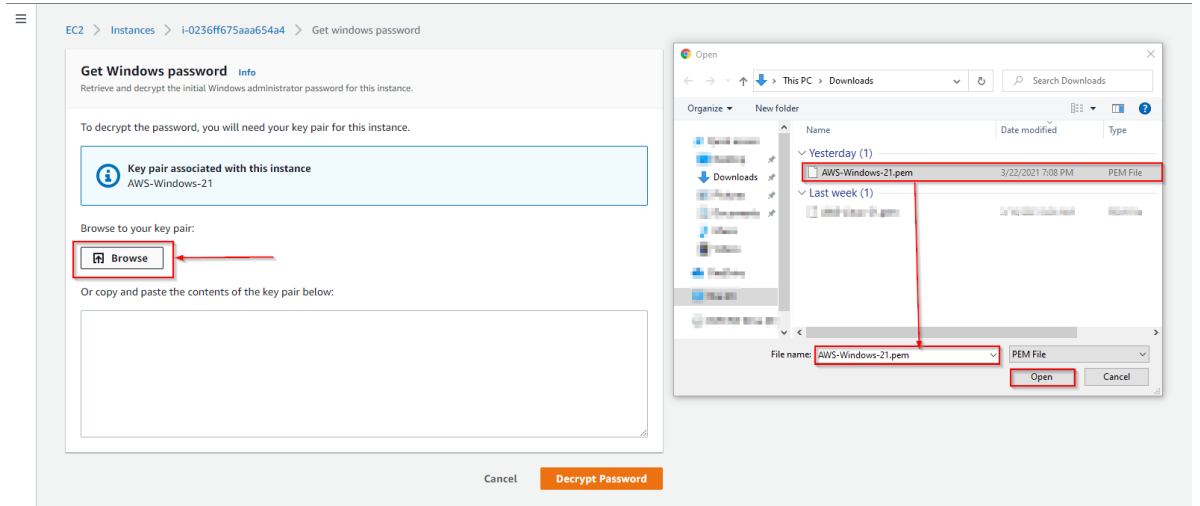 EC2 > Instances > i-0236ff675aaa654a4 > Get windows password
Get Windows password Info
Retrieve and decrypt the initial Windows administrator password for this instance.
To decrypt the password, you will need your key pair for this instance.
Key pair associated with this instance
AWS-Windows-21
Browse to your key pair:
Browse
Or copy and paste the contents of the key pair below:
Cancel
Decrypt Password
Open
This PC > Downloads
Search Downloads
Organize
New folder
Name
Date modified
Type
Yesterday (1)
Downloads
AWS-Windows-21.pem
3/22/2021 7:08 PM
PEM File
Last week (1)
File name:
AWS-Windows-21.pem
PEM File
Open
Cancel